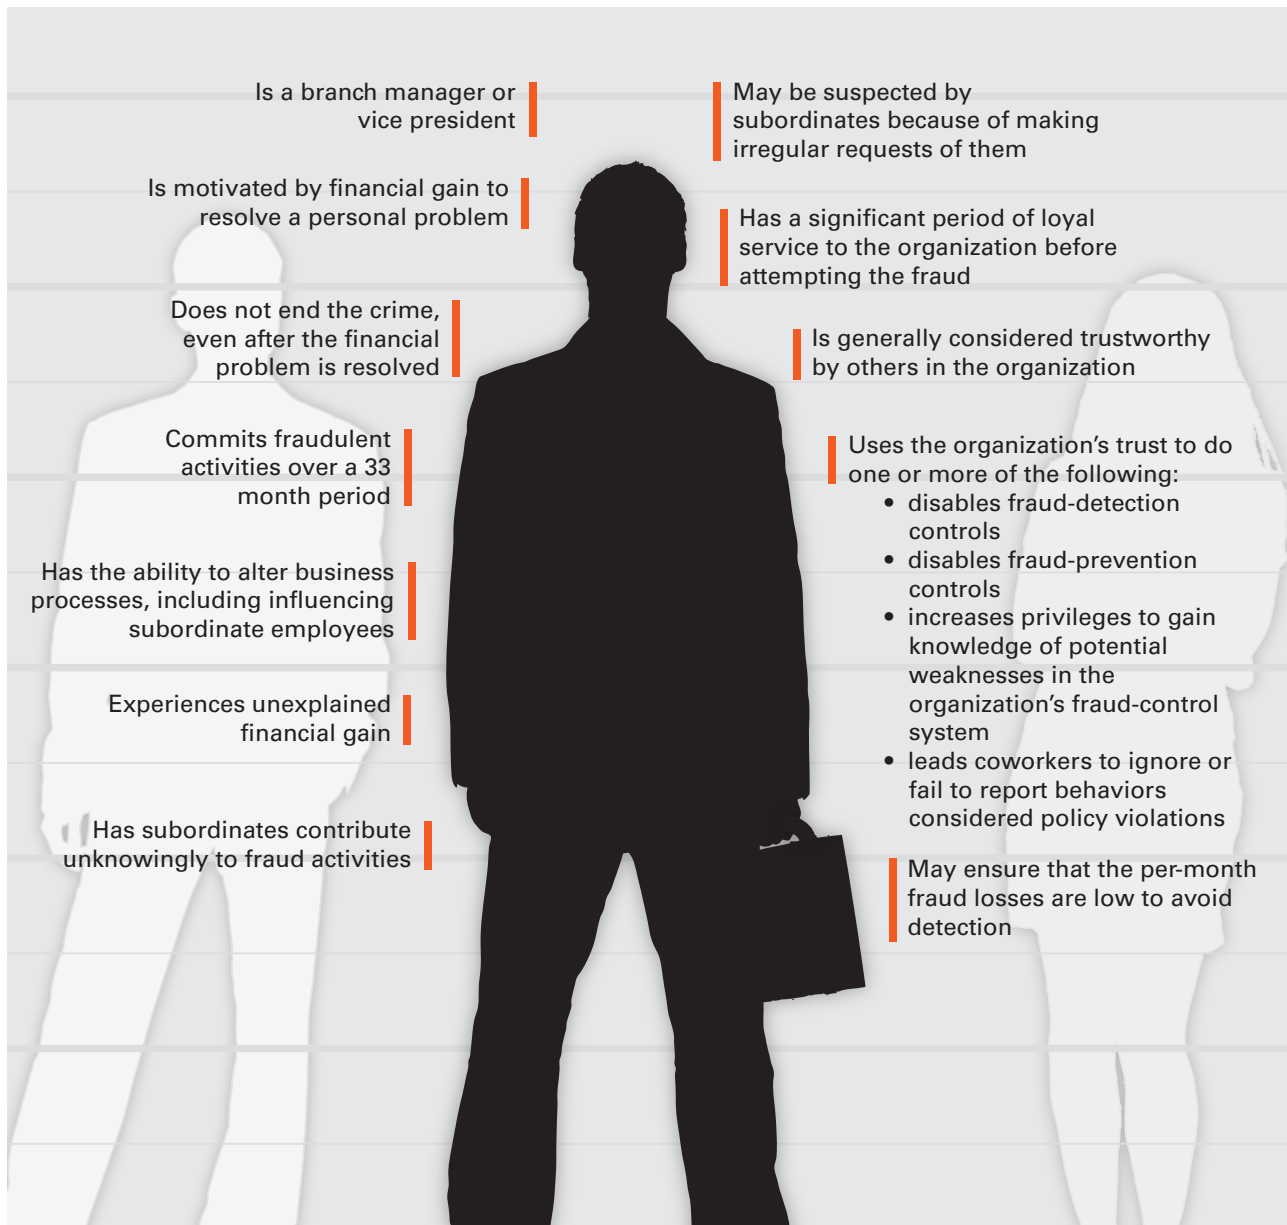 Is a branch manager or
vice president
Is motivated by financial gain to
resolve a personal problem
Does not end the crime,
even after the financial
problem is resolved
Commits fraudulent
activities over a 33
month period
Has the ability to alter business
processes, including influencing
subordinate employees
Experiences unexplained
financial gain
Has subordinates contribute
unknowingly to fraud activities
May be suspected by
subordinates because of making
irregular requests of them
Has a significant period of loyal
service to the organization before
attempting the fraud
Is generally considered trustworthy
by others in the organization
Uses the organization’s trust to do
one or more of the following:
• disables fraud-detection
controls
• disables fraud-prevention
controls
• increases privileges to gain
knowledge of potential
weaknesses in the
organization’s fraud-control
system
• leads coworkers to ignore or
fail to report behaviors
considered policy violations
May ensure that the per-month
fraud losses are low to avoid
detection